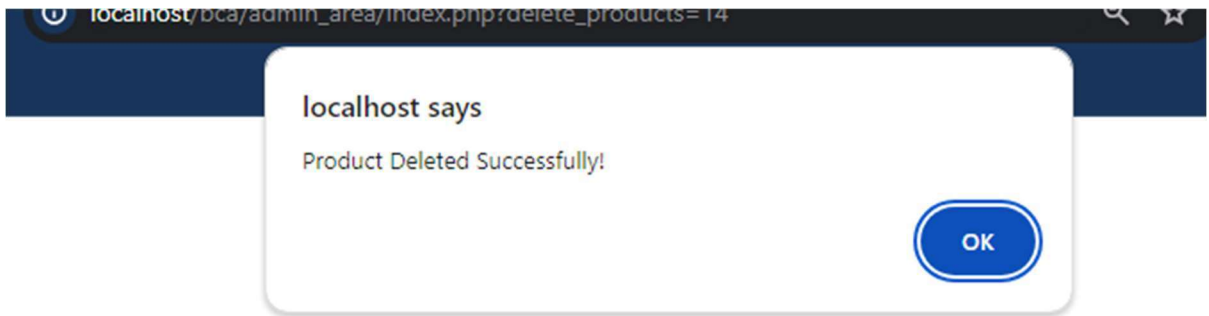 localhost/bca/admin_area/index.php?delete_products=14
localhost says
Product Deleted Successfully!
OK